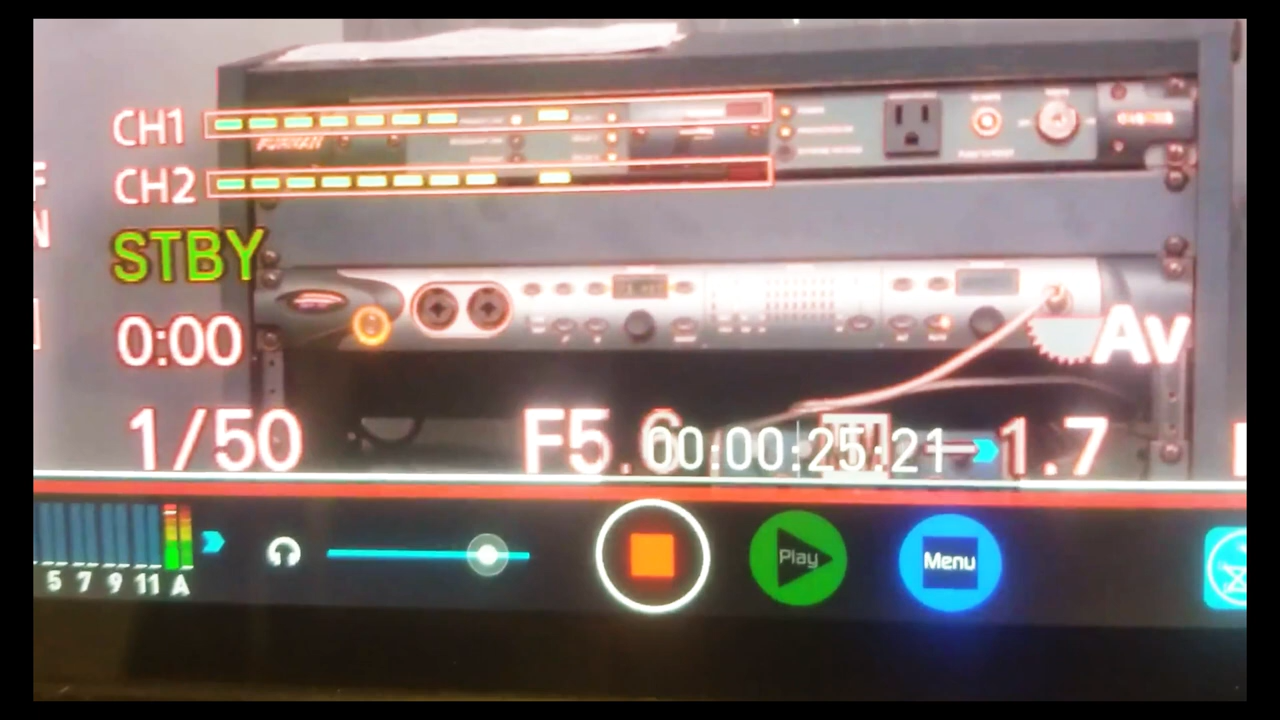 CH1
CH2
STBY
0:00
Av
1/50
F5.6
00:00:25:21
1.7
5 7 9 11 A
Play
Menu